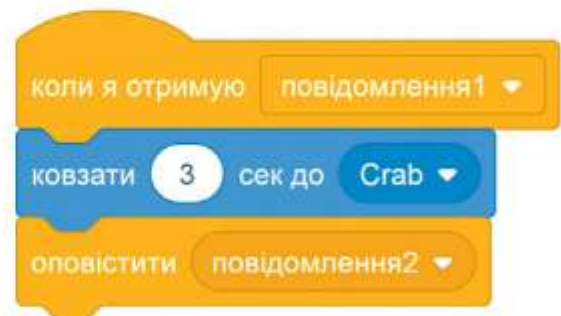 коли я отримую повідомлення1
ковзати 3 сек до Crab
оповістити повідомлення2